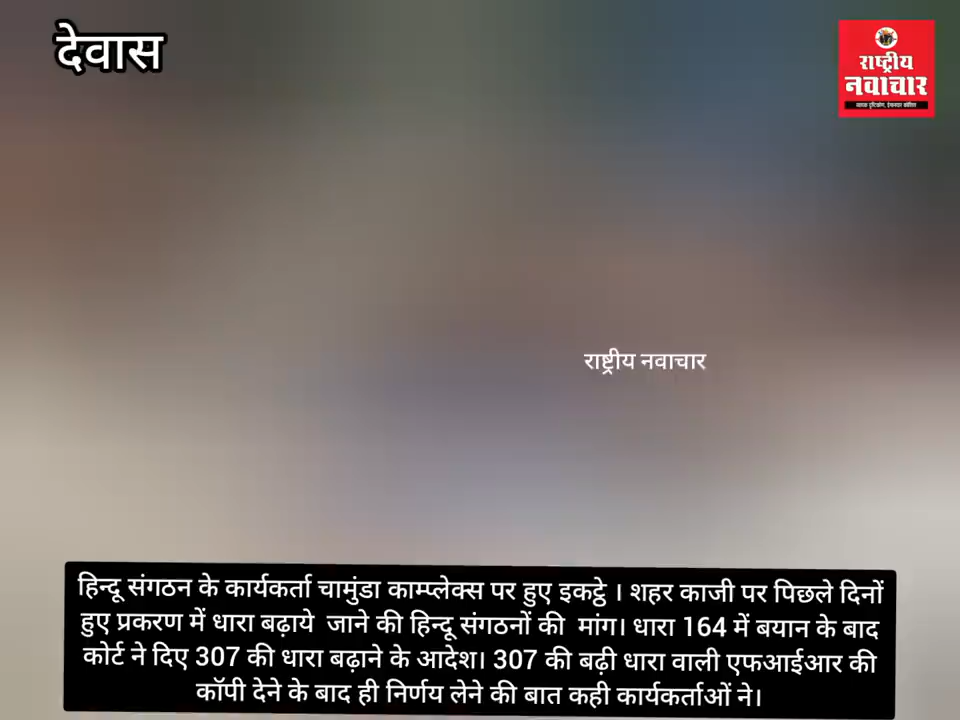 देवास
राष्ट्रीय
नवाचार
राष्ट्रीय नवाचार
हिन्दू संगठन के कार्यकर्ता चामुंडा काम्प्लेक्स पर हुए इकट्ठे । शहर काजी पर पिछले दिनों
हुए प्रकरण में धारा बढ़ाये जाने की हिन्दू संगठनों की मांग। धारा 164 में बयान के बाद
कोर्ट ने दिए 307 की धारा बढ़ाने के आदेश। 307 की बढ़ी धारा वाली एफआईआर की
कॉपी देने के बाद ही निर्णय लेने की बात कही कार्यकर्ताओं ने।